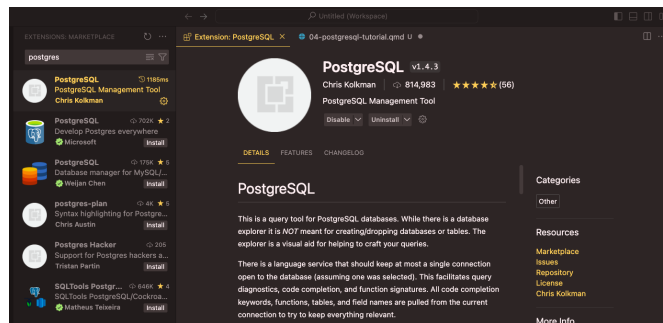 Untitled (Workspace)
EXTENSIONS: MARKETPLACE
Extension: PostgreSQL
04-postgresql-tutorial.qmd U
postgres
PostgreSQL 1185ms
PostgreSQL Management Tool
Chris Kolkman
PostgreSQL 702K ★ 2
Develop Postgres everywhere
Microsoft Install
PostgreSQL 175K ★ 5
Database manager for MySQL/...
Weijan Chen Install
postgres-plan 4K ★ 5
Syntax highlighting for Postgre...
Chris Austin Install
Postgres Hacker 205
Support for Postgres hackers a...
Tristan Partin Install
SQLTools Postgr... 646K ★ 4
SQLTools PostgreSQL/Cockroa...
Matheus Teixeira Install
PostgreSQL v1.4.3
Chris Kolkman 814,983 ★★★★★ (56)
PostgreSQL Management Tool
Disable Uninstall
DETAILS FEATURES CHANGELOG
PostgreSQL
This is a query tool for PostgreSQL databases. While there is a database
explorer it is NOT meant for creating/dropping databases or tables. The
explorer is a visual aid for helping to craft your queries.
There is a language service that should keep at most a single connection
open to the database (assuming one was selected). This facilitates query
diagnostics, code completion, and function signatures. All code completion
keywords, functions, tables, and field names are pulled from the current
connection to try to keep everything relevant.
Categories
Other
Resources
Marketplace
Issues
Repository
License
Chris Kolkman
More Info